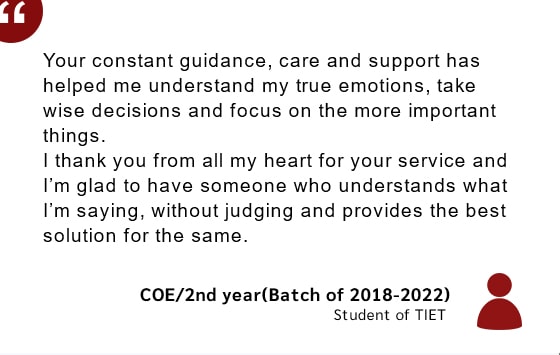 Your constant guidance, care and support has
helped me understand my true emotions, take
wise decisions and focus on the more important
things.
I thank you from all my heart for your service and
I'm glad to have someone who understands what
I'm saying, without judging and provides the best
solution for the same.
COE/2nd year(Batch of 2018-2022)
Student of TIET